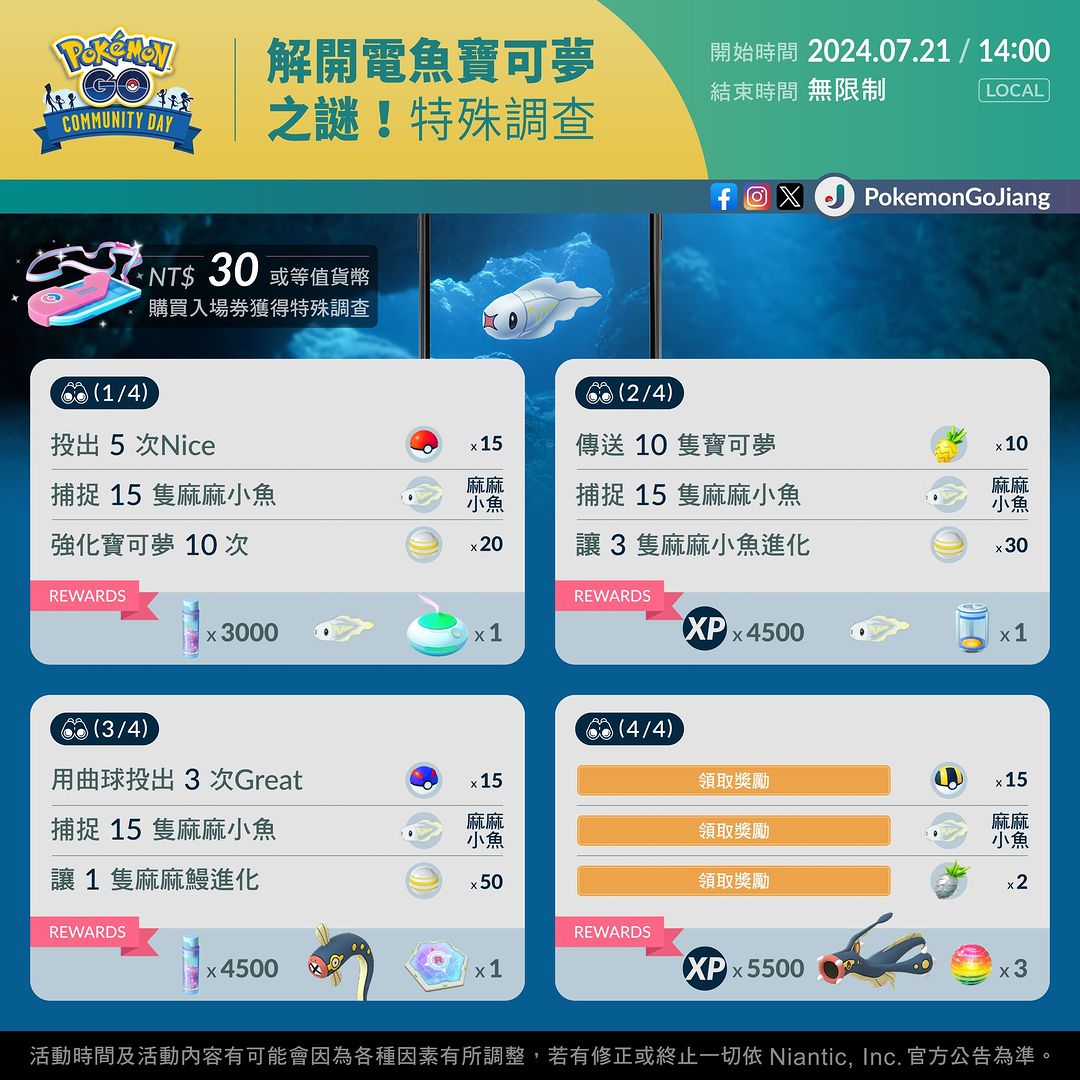 POKéMON
GO
COMMUNITY DAY
解開電魚寶可夢
之謎！特殊調查
開始時間 2024.07.21 / 14:00
結束時間 無限制 LOCAL
PokemonGoJiang
NT$ 30 或等值貨幣
購買入場券獲得特殊調查
(1/4)
投出 5 次Nice x15
捕捉 15 隻麻麻小魚 麻麻
小魚
強化寶可夢 10 次 x20
REWARDS
x3000 x1
(2/4)
傳送 10 隻寶可夢 x10
捕捉 15 隻麻麻小魚 麻麻
小魚
讓 3 隻麻麻小魚進化 x30
REWARDS
XP x4500 x1
(3/4)
用曲球投出 3 次Great x15
捕捉 15 隻麻麻小魚 麻麻
小魚
讓 1 隻麻麻鰻進化 x50
REWARDS
x4500 x1
(4/4)
領取獎勵 x15
領取獎勵 麻麻
小魚
領取獎勵 x2
REWARDS
XP x5500 x3
活動時間及活動內容有可能會因為各種因素有所調整，若有修正或終止一切依 Niantic, Inc. 官方公告為準。